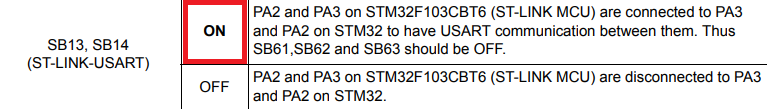 SB13, SB14
(ST-LINK-USART)
ON
PA2 and PA3 on STM32F103CBT6 (ST-LINK MCU) are connected to PA3
and PA2 on STM32 to have USART communication between them. Thus
SB61,SB62 and SB63 should be OFF.
OFF
PA2 and PA3 on STM32F103CBT6 (ST-LINK MCU) are disconnected to PA3
and PA2 on STM32.